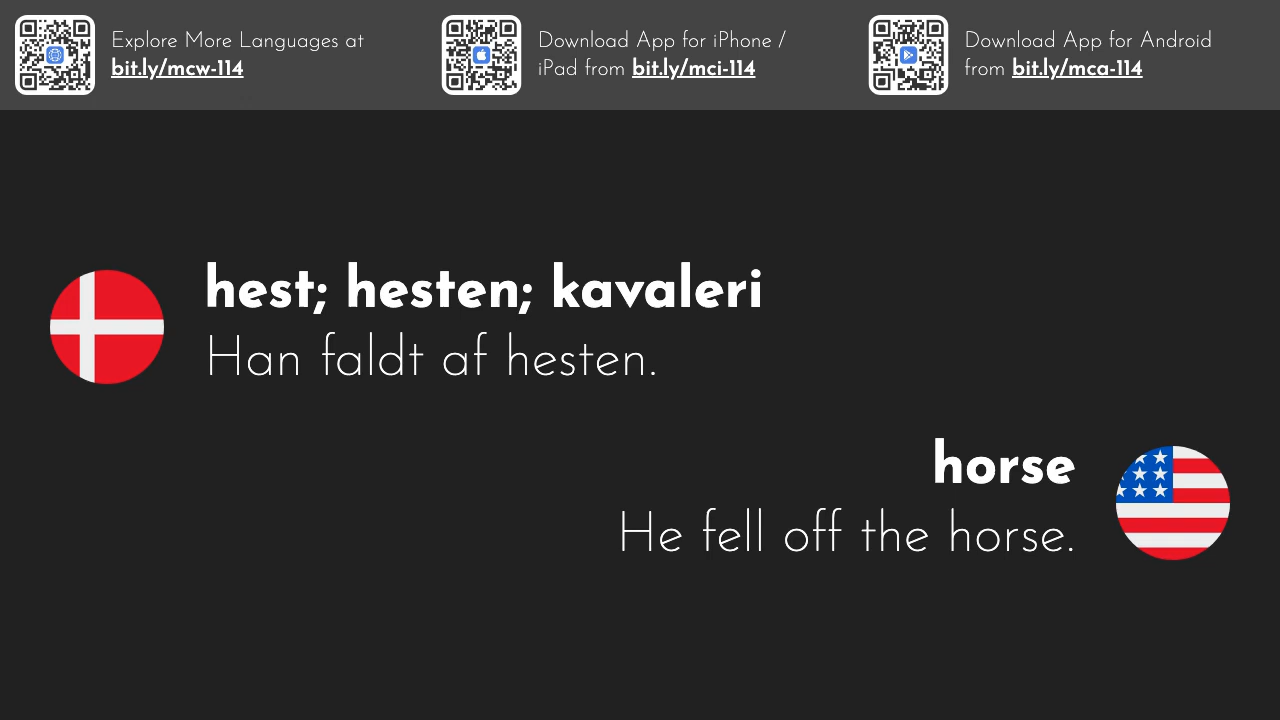 Explore More Languages at
bit.ly/mcw-114
Download App for iPhone /
iPad from bit.ly/mci-114
Download App for Android
from bit.ly/mca-114
hest; hesten; kavaleri
Han faldt af hesten.
horse
He fell off the horse.